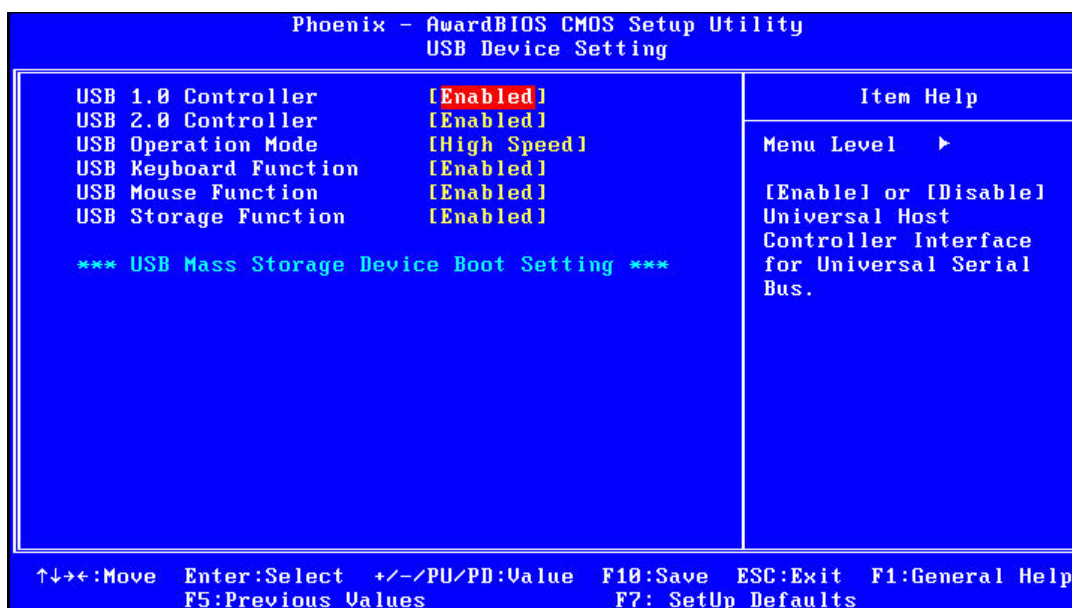 Phoenix - AwardBIOS CMOS Setup Utility
USB Device Setting
USB 1.0 Controller [Enabled]
USB 2.0 Controller [Enabled]
USB Operation Mode [High Speed]
USB Keyboard Function [Enabled]
USB Mouse Function [Enabled]
USB Storage Function [Enabled]
*** USB Mass Storage Device Boot Setting ***
Item Help
Menu Level ►
[Enable] or [Disable]
Universal Host
Controller Interface
for Universal Serial
Bus.
↑↓→←:Move Enter:Select +/-/PU/PD:Value F10:Save ESC:Exit F1:General Help
F5:Previous Values F7: SetUp Defaults